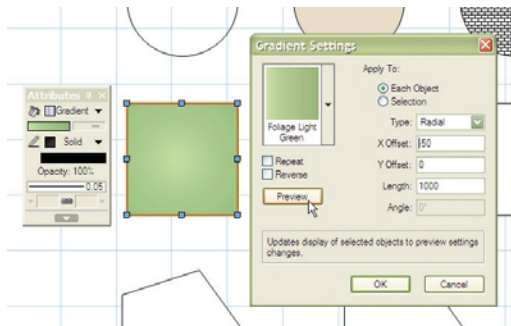 Attributes
Gradient
Solid
Opacity: 100%
0.05
Gradient Settings
Foliage Light
Green
Repeat
Reverse
Preview
Apply To:
Each Object
Selection
Type: Radial
X Offset: 50
Y Offset: 0
Length: 1000
Angle: 0°
Updates display of selected objects to preview settings
changes.
OK
Cancel